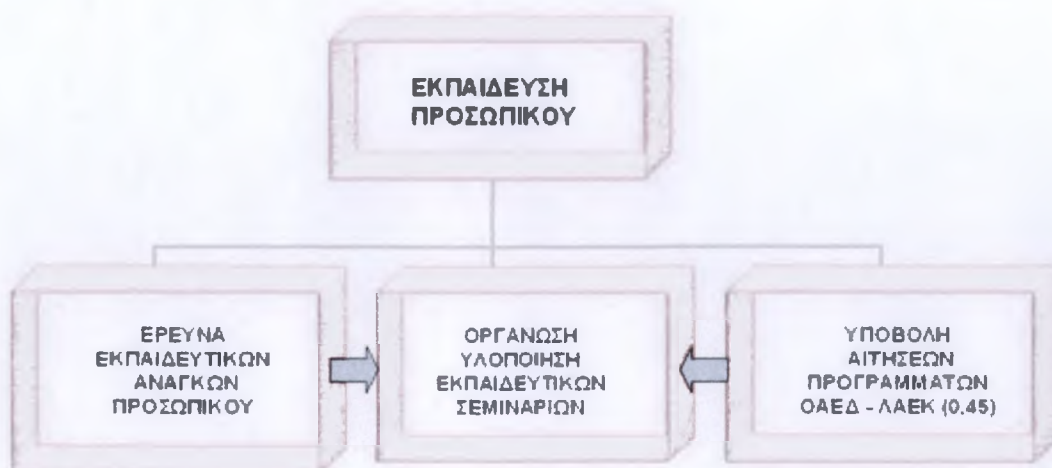 ΕΚΠΑΙΔΕΥΣΗ
ΠΡΟΣΩΠΙΚΟΥ
ΕΡΕΥΝΑ
ΕΚΠΑΙΔΕΥΤΙΚΩΝ
ΑΝΑΓΚΩΝ
ΠΡΟΣΩΠΙΚΟΥ
ΟΡΓΑΝΩΣΗ
ΥΛΟΠΟΙΗΣΗ
ΕΚΠΑΙΔΕΥΤΙΚΩΝ
ΣΕΜΙΝΑΡΙΩΝ
ΥΠΟΒΟΛΗ
ΑΙΤΗΣΕΩΝ
ΠΡΟΓΡΑΜΜΑΤΩΝ
ΟΑΕΔ - ΛΑΕΚ (0.45)